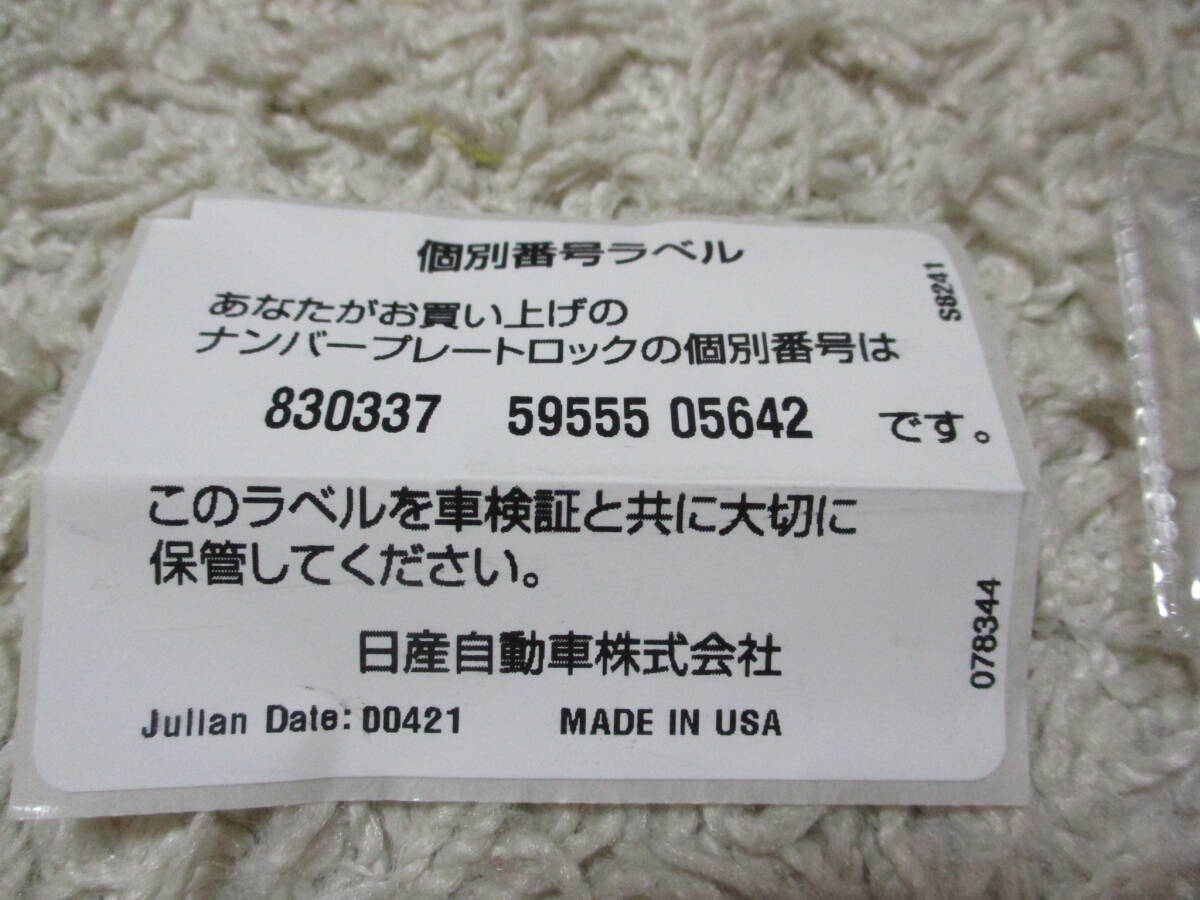 個別番号ラベル
S8241
あなたがお買い上げの
ナンバープレートロックの個別番号は
830337 59555 05642 です。
このラベルを車検証と共に大切に
保管してください。
078344
日産自動車株式会社
Julian Date: 00421 MADE IN USA